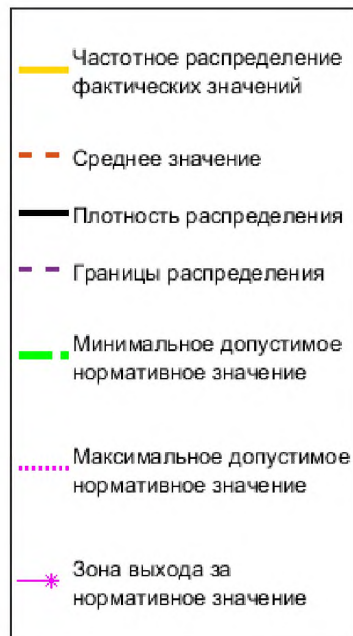 Частотное распределение
фактических значений
Среднее значение
Плотность распределения
Границы распределения
Минимальное допустимое
нормативное значение
Максимальное допустимое
нормативное значение
Зона выхода за
нормативное значение